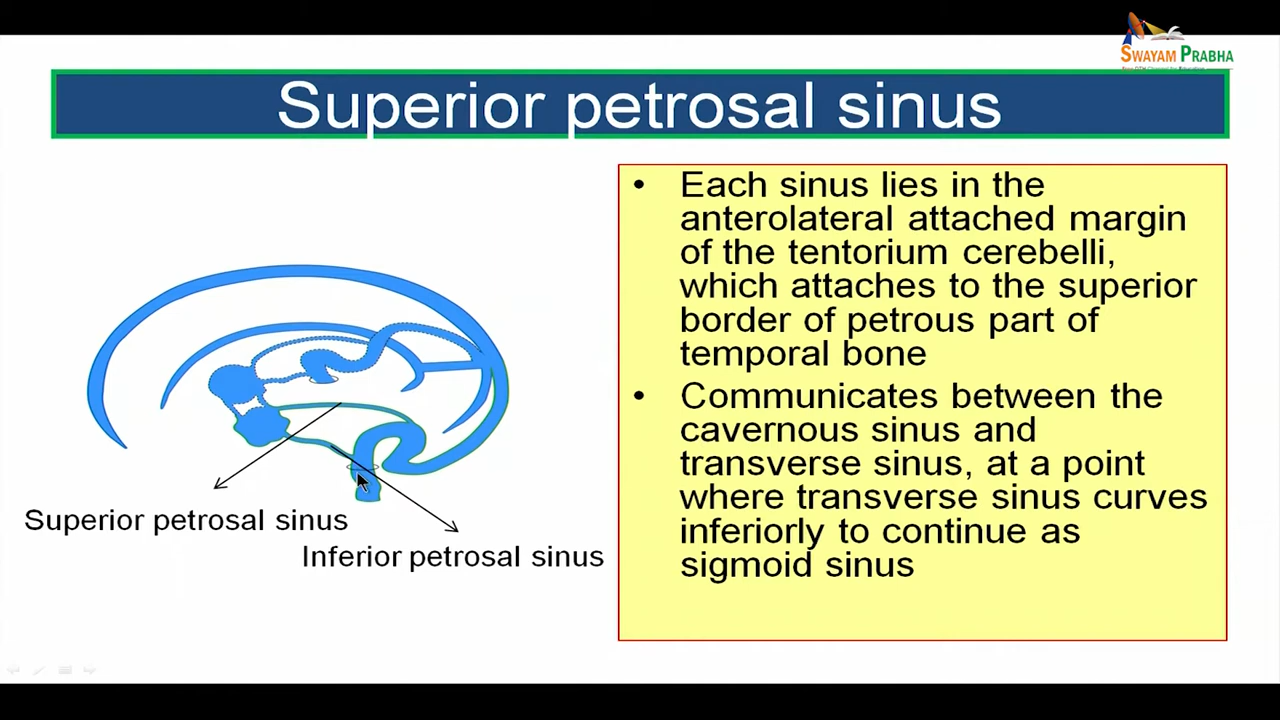 SWAYAM PRABHA
Superior petrosal sinus
• Each sinus lies in the
anterolateral attached margin
of the tentorium cerebelli,
which attaches to the superior
border of petrous part of
temporal bone
• Communicates between the
cavernous sinus and
transverse sinus, at a point
where transverse sinus curves
inferiorly to continue as
sigmoid sinus
Superior petrosal sinus
Inferior petrosal sinus